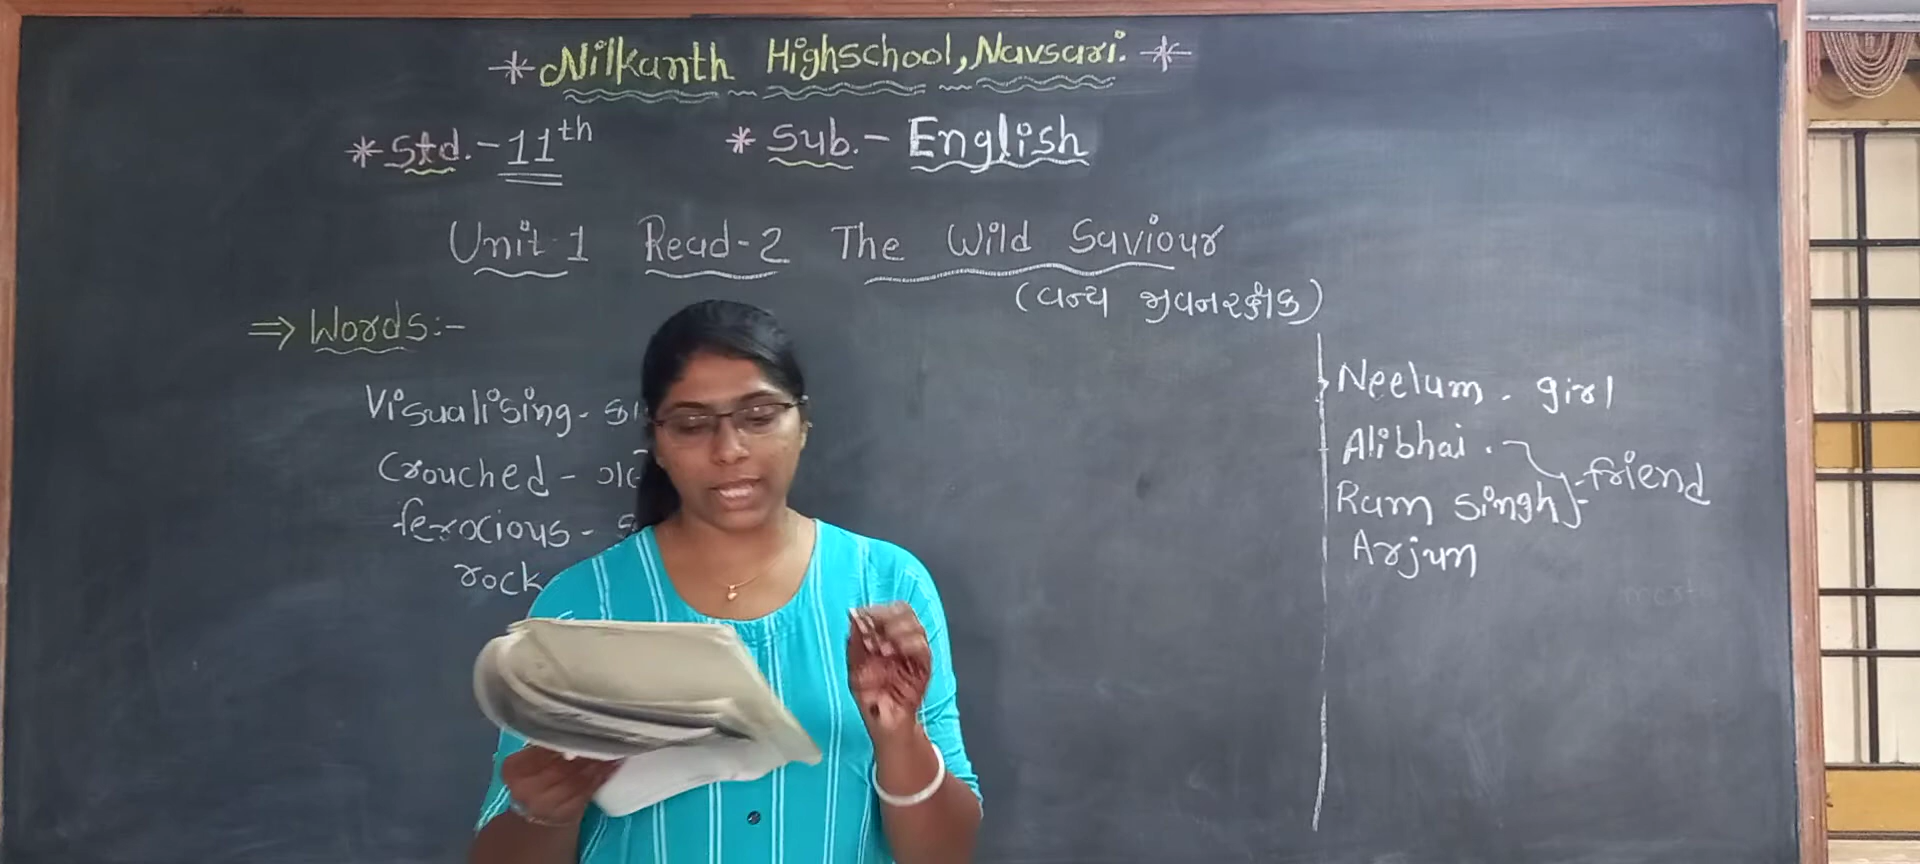 * Nilkanth Highschool, Navsari. *
* Std. - 11th * Sub. - English
Unit-1 Read-2 The Wild Saviour
(વન્ય જીવનરક્ષક)
⇒ Words:-
Visualising -
Crouched -
ferocious -
rock
Neelum. girl
Alibhai.
Ram Singh
friend
Arjun